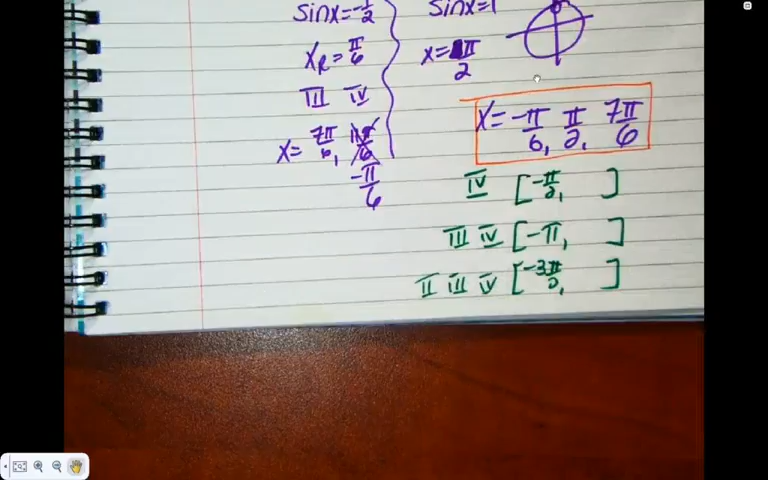 sinx = -1/2
x_R = π/6
III IV
x = 7π/6, 11π/6
-π/6
sinx = 1
x = π/2
x = -π/6, π/2, 7π/6
IV [-π/2, ]
III IV [-π, ]
II III IV [-3π/2, ]